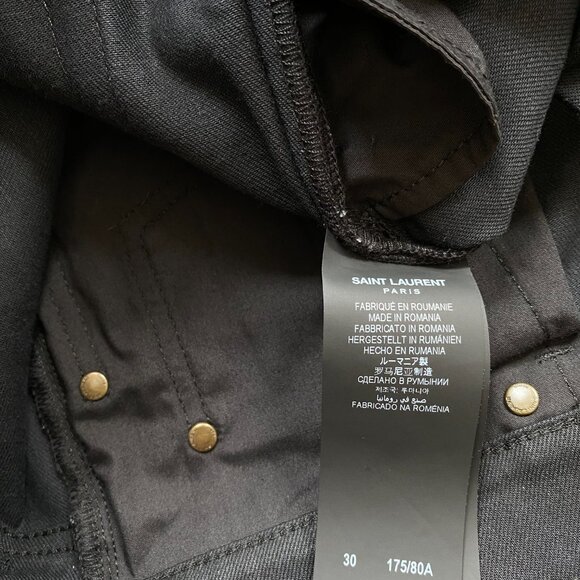 SAINT LAURENT
PARIS
FABRIQUÉ EN ROUMANIE
MADE IN ROMANIA
FABBRICATO IN ROMANIA
HERGESTELLT IN RUMÄNIEN
HECHO EN RUMANIA
ルーマニア製
罗马尼亚制造
СДЕЛАНО В РУМЫНИИ
제조국: 루마니아
صنع في رومانيا
FABRICADO NA ROMÉNIA
30 175/80A